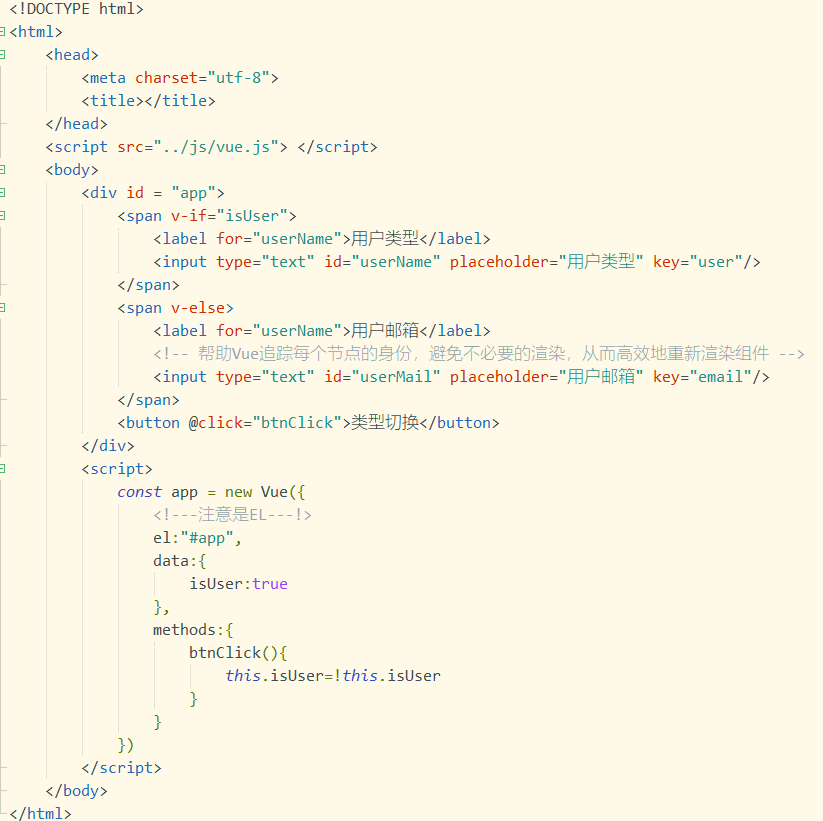 <!DOCTYPE html>
<html>
<head>
<meta charset="utf-8">
<title></title>
</head>
<script src="../js/vue.js"> </script>
<body>
<div id = "app">
<span v-if="isUser">
<label for="userName">用户类型</label>
<input type="text" id="userName" placeholder="用户类型" key="user"/>
</span>
<span v-else>
<label for="userName">用户邮箱</label>
<!-- 帮助Vue追踪每个节点的身份，避免不必要的渲染，从而高效地重新渲染组件 -->
<input type="text" id="userMail" placeholder="用户邮箱" key="email"/>
</span>
<button @click="btnClick">类型切换</button>
</div>
<script>
const app = new Vue({
<!---注意是EL---!>
el:"#app",
data:{
isUser:true
},
methods:{
btnClick(){
this.isUser=!this.isUser
}
}
})
</script>
</body>
</html>